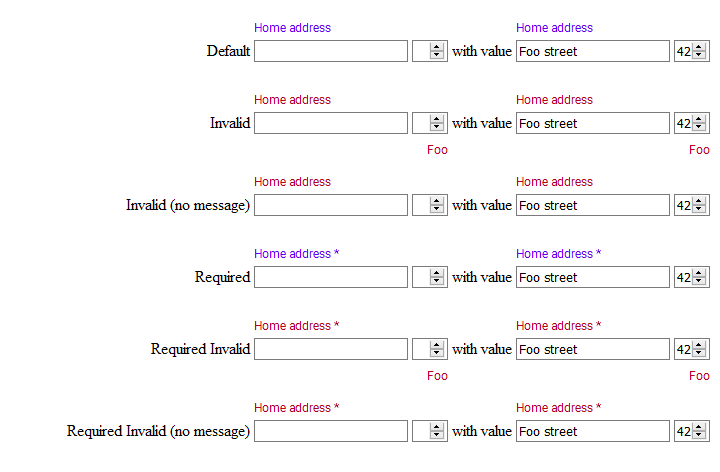 Home address Home address
Default with value Foo street 42
Home address Home address
Invalid with value Foo street 42
Foo Foo
Home address Home address
Invalid (no message) with value Foo street 42
Home address * Home address *
Required with value Foo street 42
Home address * Home address *
Required Invalid with value Foo street 42
Foo Foo
Home address * Home address *
Required Invalid (no message) with value Foo street 42